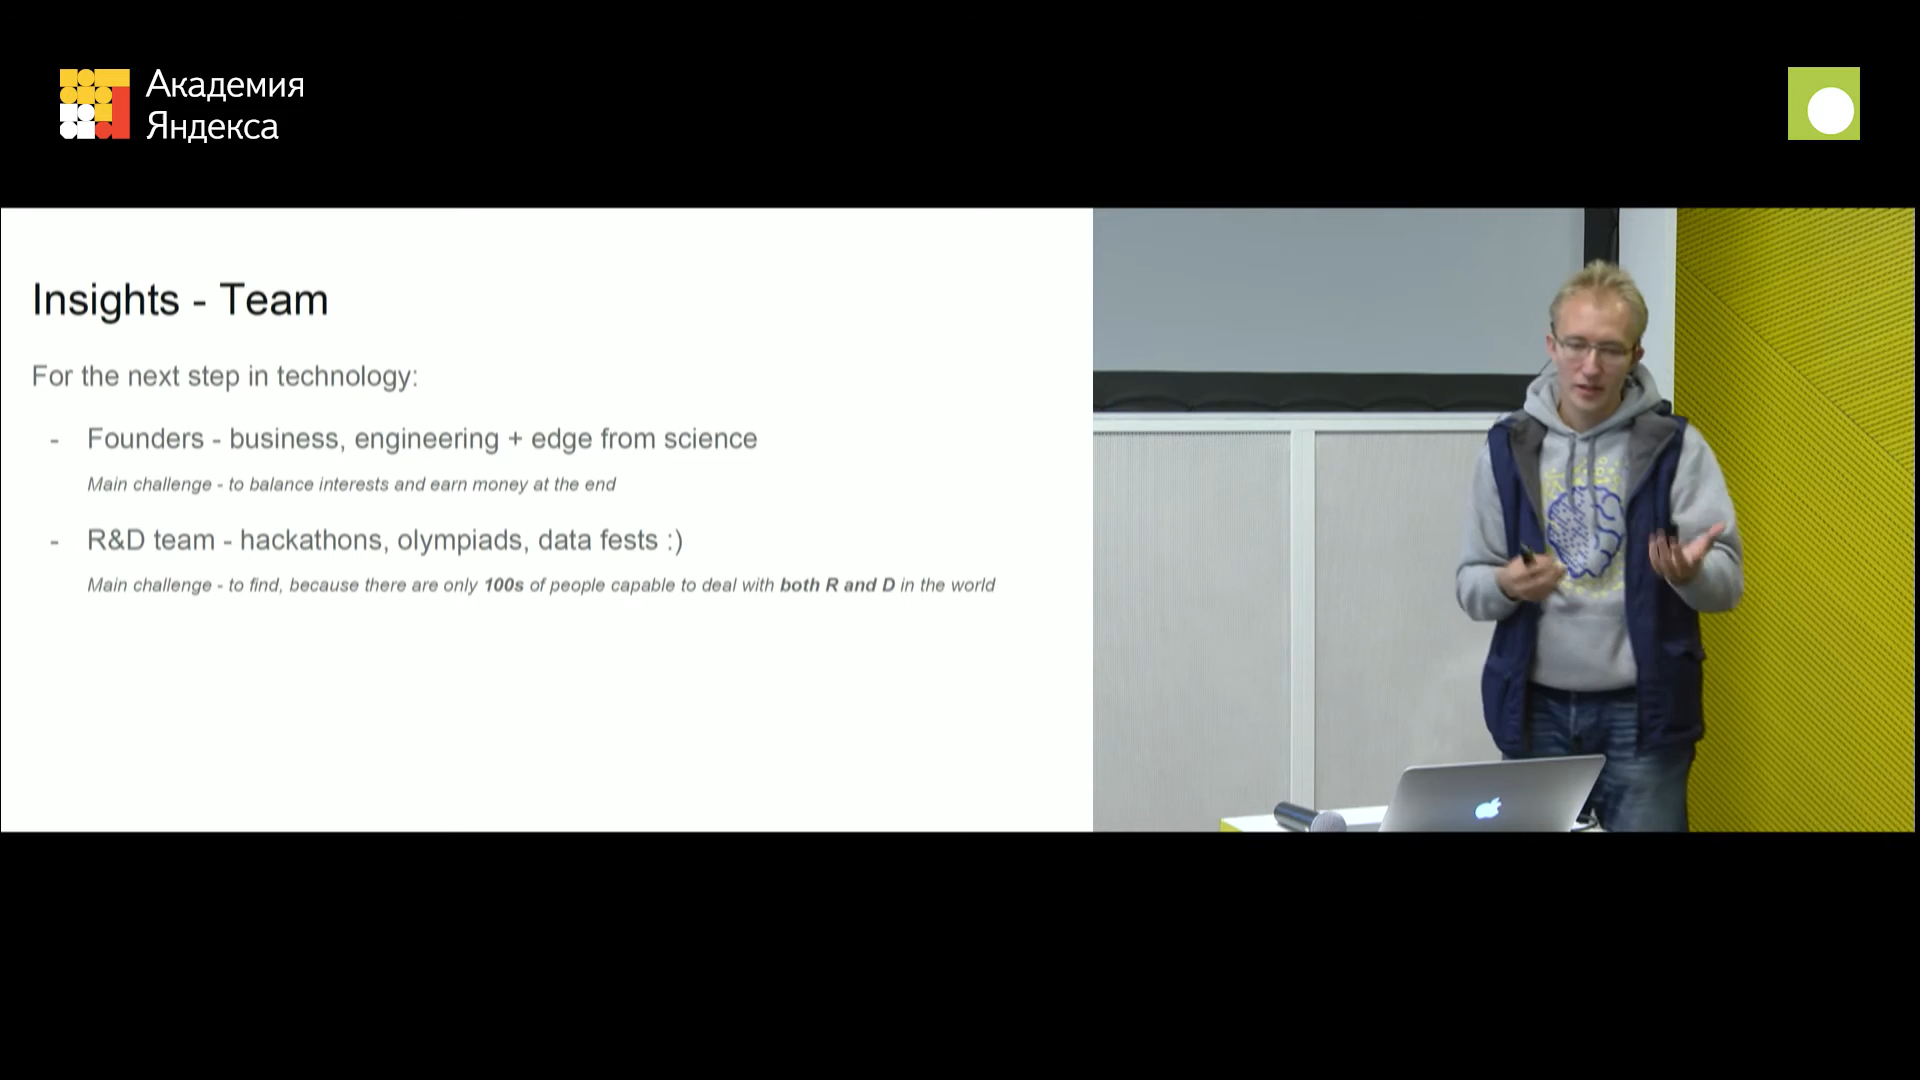 Академия
Яндекса
Insights - Team
For the next step in technology:
- Founders - business, engineering + edge from science
Main challenge - to balance interests and earn money at the end
- R&D team - hackathons, olympiads, data fests :)
Main challenge - to find, because there are only 100s of people capable to deal with both R and D in the world